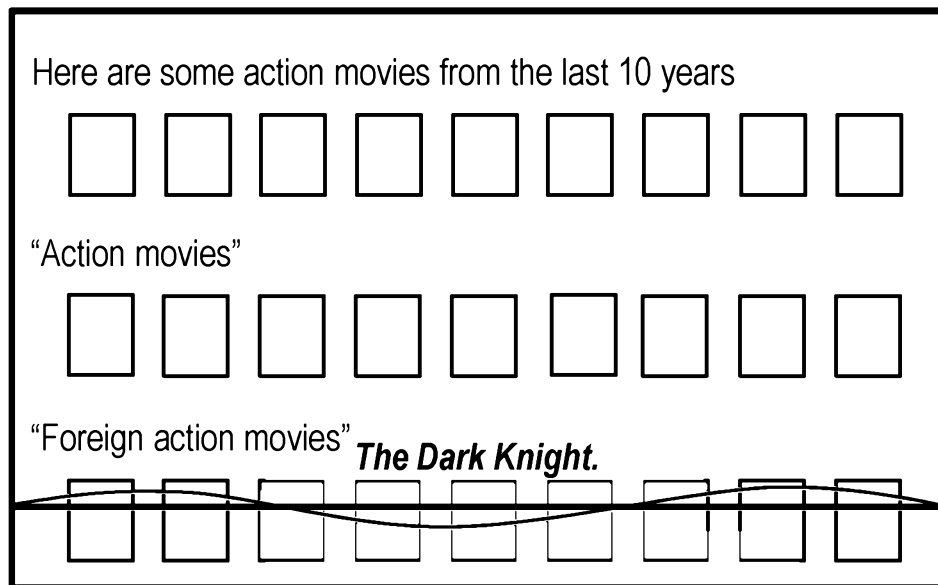 Here are some action movies from the last 10 years
“Action movies”
“Foreign action movies”
The Dark Knight.